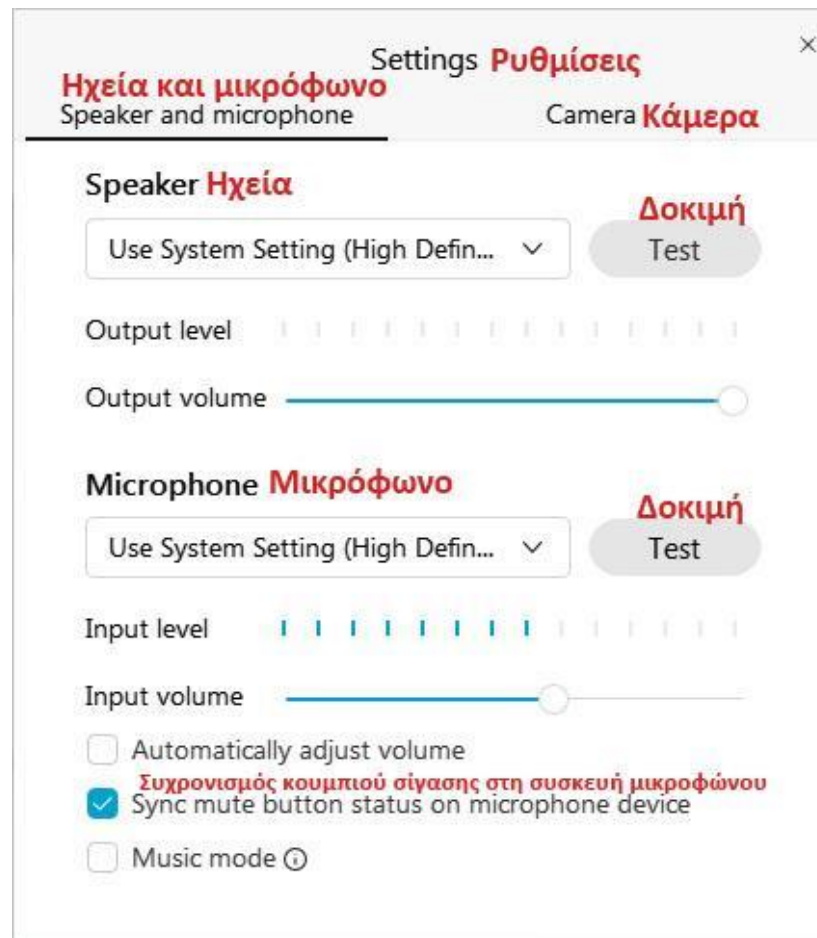 Settings Ρυθμίσεις
Ηχεία και μικρόφωνο
Speaker and microphone
Camera Κάμερα
Speaker Ηχεία
Δοκιμή
Use System Setting (High Defin...
Test
Output level
Output volume
Microphone Μικρόφωνο
Δοκιμή
Use System Setting (High Defin...
Test
Input level
Input volume
Automatically adjust volume
Συχρονισμός κουμπιού σίγασης στη συσκευή μικροφώνου
Sync mute button status on microphone device
Music mode